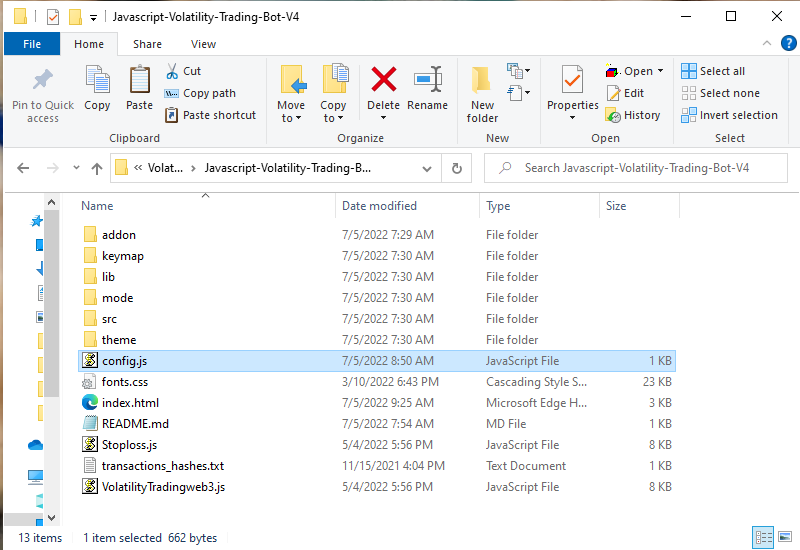 Javascript-Volatility-Trading-Bot-V4
File Home Share View
Pin to Quick access
Copy
Paste
Cut
Copy path
Paste shortcut
Clipboard
Move to
Copy to
Delete
Rename
Organize
New folder
New
Properties
Open
Edit
History
Open
Select all
Select none
Invert selection
Select
« Volat... Javascript-Volatility-Trading-B...
Search Javascript-Volatility-Trading-Bot-V4
Name Date modified Type Size
addon 7/5/2022 7:29 AM File folder
keymap 7/5/2022 7:30 AM File folder
lib 7/5/2022 7:30 AM File folder
mode 7/5/2022 7:30 AM File folder
src 7/5/2022 7:30 AM File folder
theme 7/5/2022 7:30 AM File folder
config.js 7/5/2022 8:50 AM JavaScript File 1 KB
fonts.css 3/10/2022 6:43 PM Cascading Style S... 23 KB
index.html 7/5/2022 9:25 AM Microsoft Edge H... 3 KB
README.md 7/5/2022 7:54 AM MD File 1 KB
Stoploss.js 5/4/2022 5:56 PM JavaScript File 8 KB
transactions_hashes.txt 11/15/2021 4:04 PM Text Document 1 KB
VolatilityTradingweb3.js 5/4/2022 5:56 PM JavaScript File 8 KB
13 items 1 item selected 662 bytes